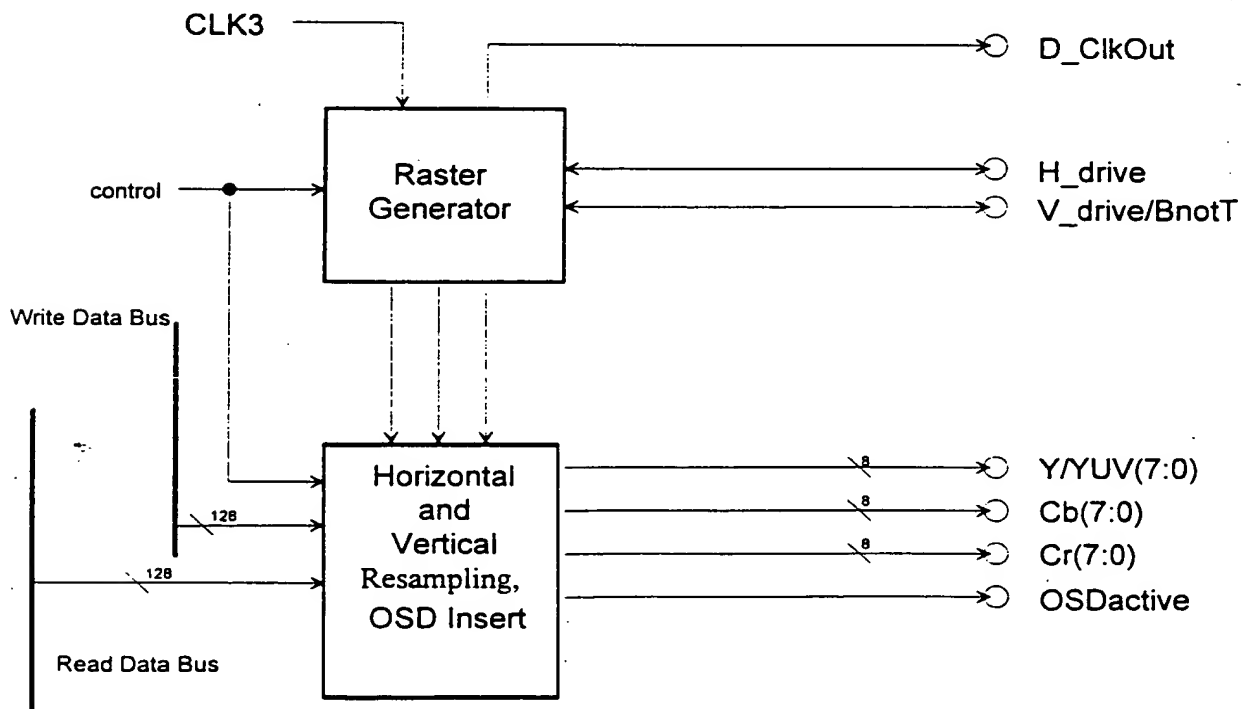 CLK3
D_ClkOut
control
Raster
Generator
H_drive
V_drive/BnotT
Write Data Bus
128
128
Read Data Bus
Horizontal
and
Vertical
Resampling,
OSD Insert
8
Y/YUV(7:0)
8
Cb(7:0)
8
Cr(7:0)
OSDactive